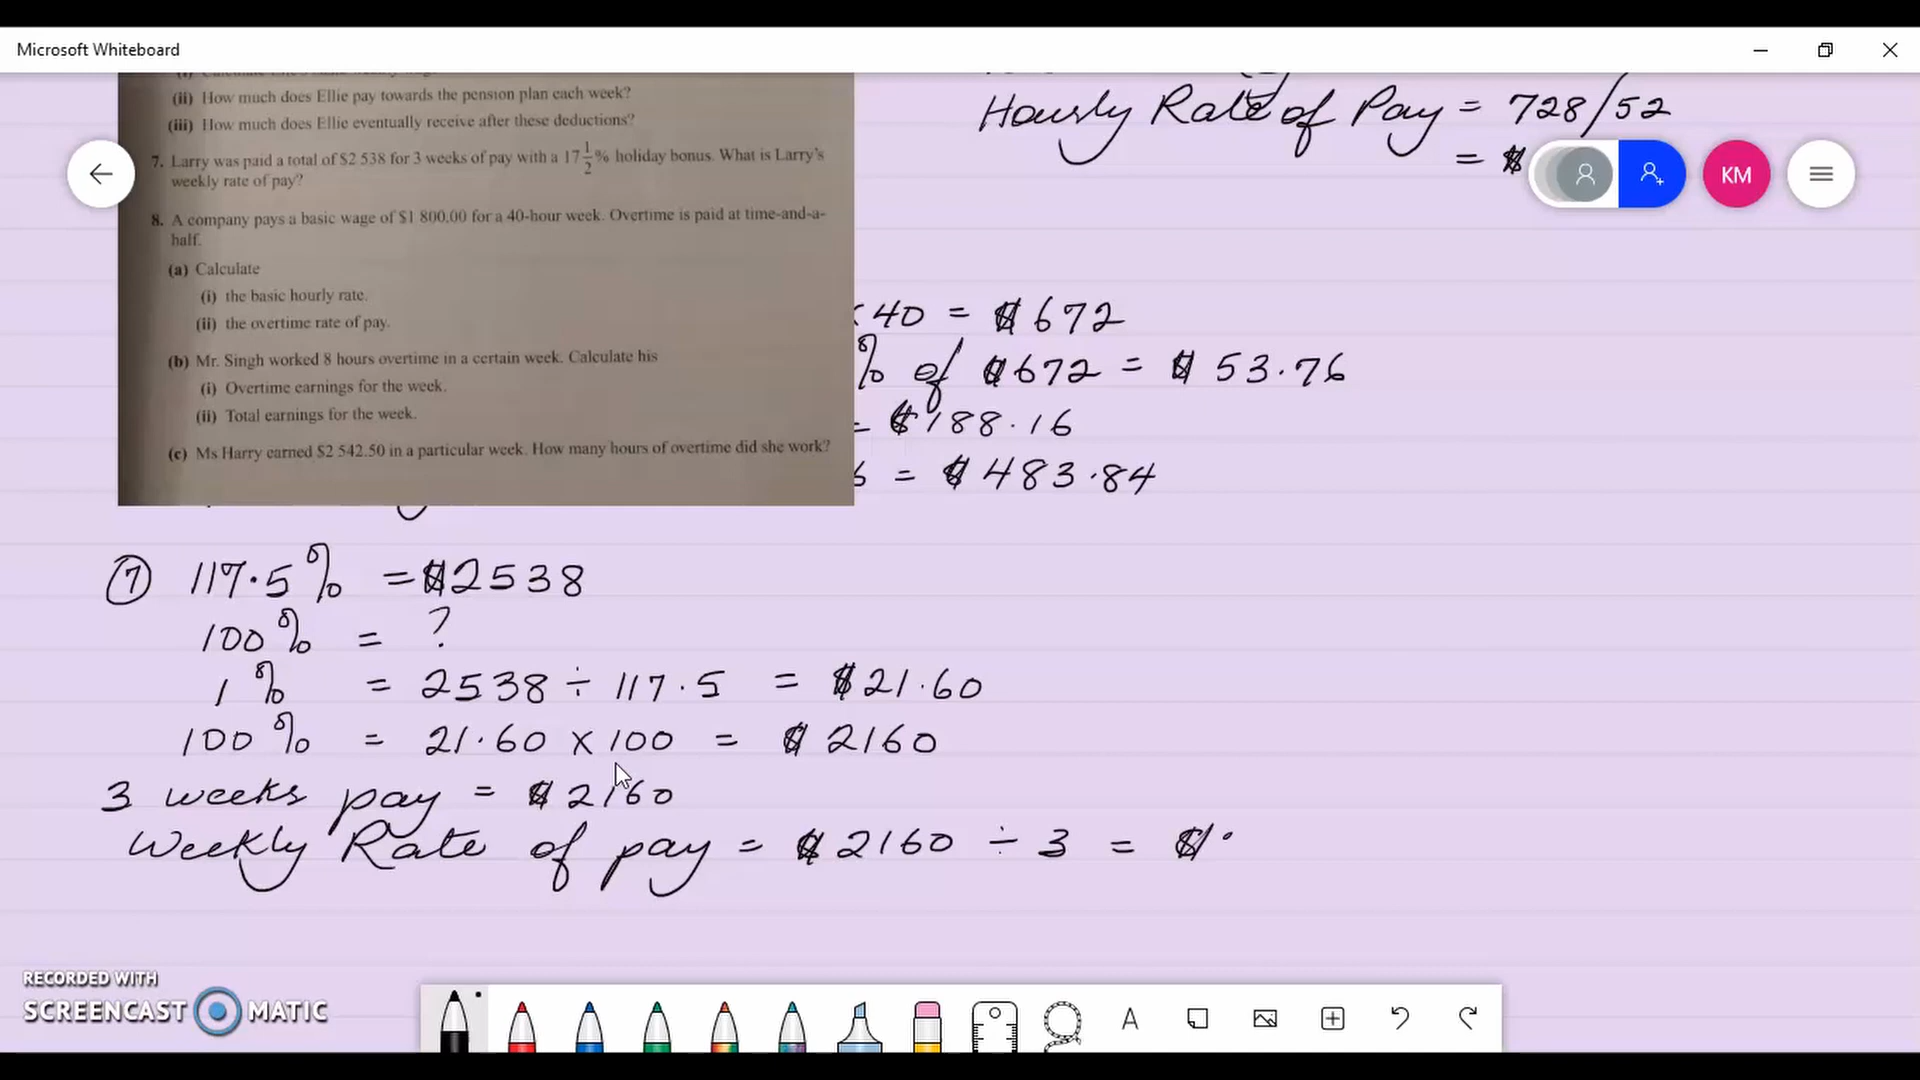 Microsoft Whiteboard
(ii) How much does Ellie pay towards the pension plan each week?
(iii) How much does Ellie eventually receive after these deductions?
7. Larry was paid a total of $2 538 for 3 weeks of pay with a 17 1/2 % holiday bonus. What is Larry's
weekly rate of pay?
8. A company pays a basic wage of $1 800.00 for a 40-hour week. Overtime is paid at time-and-a-
half.
(a) Calculate
(i) the basic hourly rate.
(ii) the overtime rate of pay.
(b) Mr. Singh worked 8 hours overtime in a certain week. Calculate his
(i) Overtime earnings for the week.
(ii) Total earnings for the week.
(c) Ms Harry earned $2 542.50 in a particular week. How many hours of overtime did she work?
Hourly Rate of Pay = 728/52
= $
KM
40 = $672
% of $672 = $ 53.76
= $188.16
= $483.84
7 117.5% = $2538
100% = ?
1% = 2538 ÷ 117.5 = $21.60
100% = 21.60 x 100 = $2160
3 weeks pay = $2160
Weekly Rate of pay = $2160 ÷ 3 = $
RECORDED WITH
SCREENCAST MATIC
A